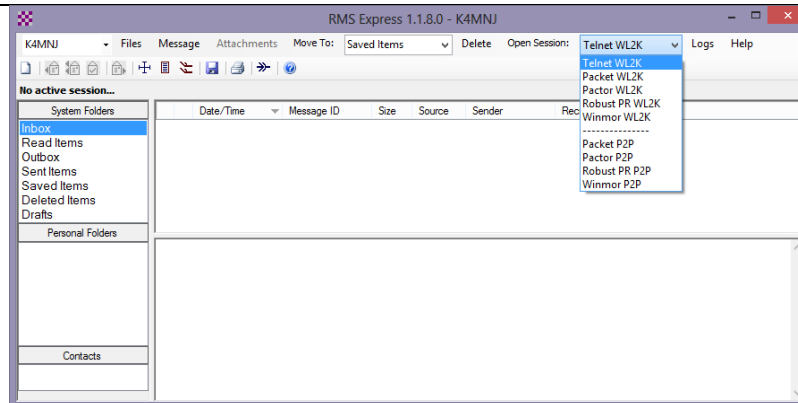 RMS Express 1.1.8.0 - K4MNJ
K4MNJ Files Message Attachments Move To: Saved Items Delete Open Session: Telnet WL2K Logs Help
No active session...
System Folders
Date/Time Message ID Size Source Sender Rec
Inbox
Read Items
Outbox
Sent Items
Saved Items
Deleted Items
Drafts
Personal Folders
Contacts
Telnet WL2K
Packet WL2K
Pactor WL2K
Robust PR WL2K
Winmor WL2K
---------------
Packet P2P
Pactor P2P
Robust PR P2P
Winmor P2P